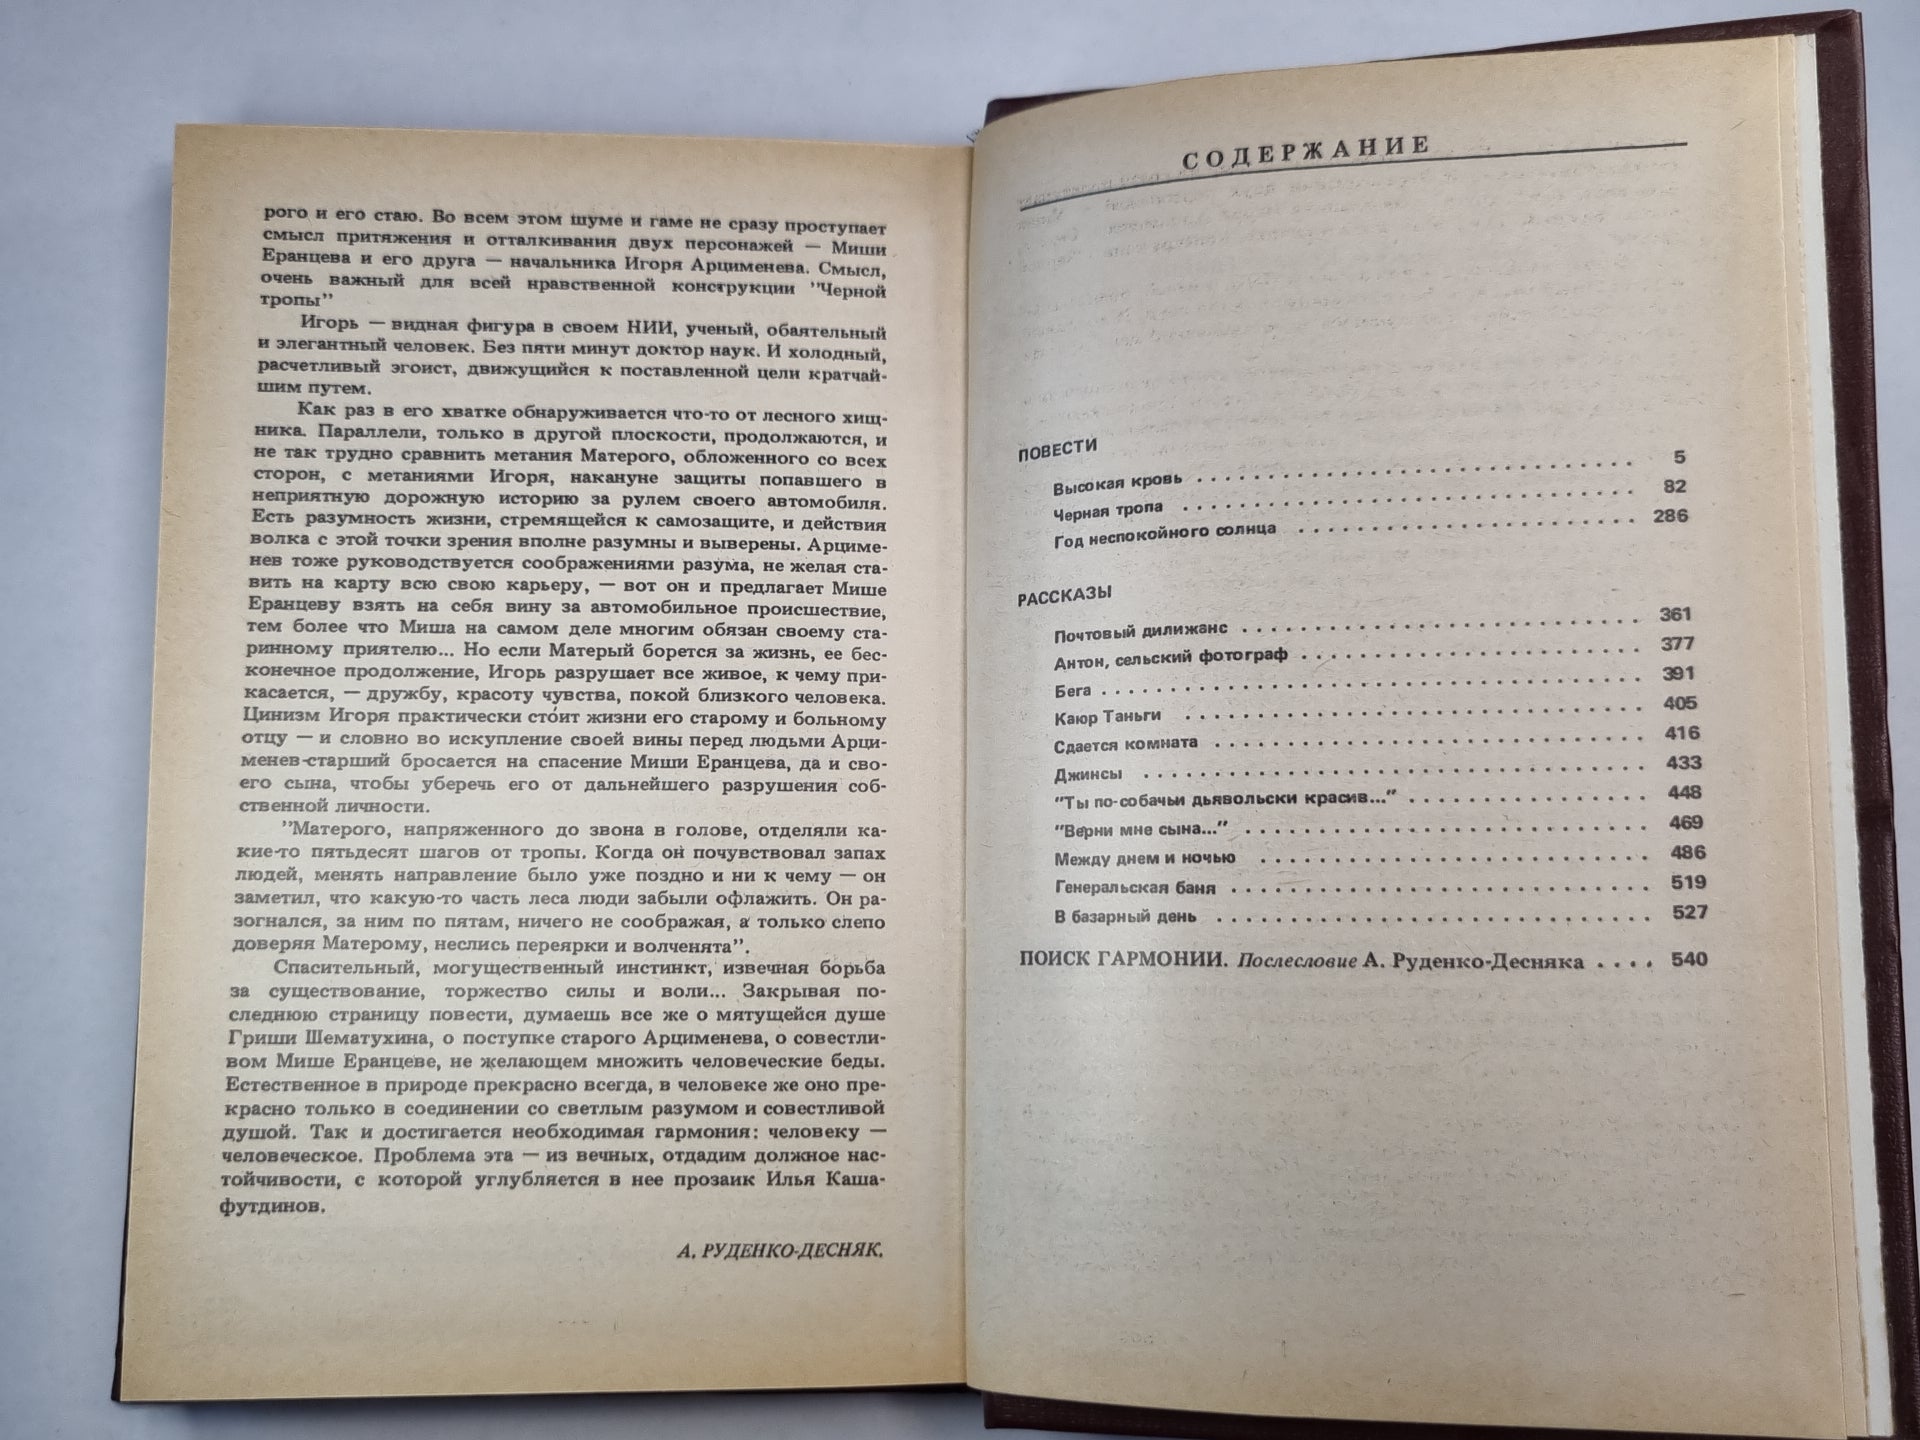 рого и его стаю. Во всем этом шуме и гаме не сразу проступает
смысл притяжения и отталкивания двух персонажей — Миши
Еранцева и его друга — начальника Игоря Арцименева. Смысл,
очень важный для всей нравственной конструкции "Черной
тропы"
Игорь — видная фигура в своем НИИ, ученый, обаятельный
и элегантный человек. Без пяти минут доктор наук. И холодный,
расчетливый эгоист, движущийся к поставленной цели кратчай-
шим путем.
Как раз в его хватке обнаруживается что-то от лесного хищ-
ника. Параллели, только в другой плоскости, продолжаются, и
не так трудно сравнить метания Матерого, обложенного со всех
сторон, с метаниями Игоря, накануне защиты попавшего в
неприятную дорожную историю за рулем своего автомобиля.
Есть разумность жизни, стремящейся к самозащите, и действия
волка с этой точки зрения вполне разумны и выверены. Арциме-
нев тоже руководствуется соображениями разума, не желая ста-
вить на карту всю свою карьеру, — вот он и предлагает Мише
Еранцеву взять на себя вину за автомобильное происшествие,
тем более что Миша на самом деле многим обязан своему ста-
ринному приятелю... Но если Матерый борется за жизнь, ее бес-
конечное продолжение, Игорь разрушает все живое, к чему при-
касается, — дружбу, красоту чувства, покой близкого человека.
Цинизм Игоря практически сто́ит жизни его старому и больному
отцу — и словно во искупление своей вины перед людьми Арци-
менев-старший бросается на спасение Миши Еранцева, да и сво-
его сына, чтобы уберечь его от дальнейшего разрушения соб-
ственной личности.
"Матерого, напряженного до звона в голове, отделяли ка-
кие-то пятьдесят шагов от тропы. Когда он почувствовал запах
людей, менять направление было уже поздно и ни к чему — он
заметил, что какую-то часть леса люди забыли офлажить. Он ра-
зогнался, за ним по пятам, ничего не соображая, а только слепо
доверяя Матерому, неслись переярки и волченята".
Спасительный, могущественный инстинкт, извечная борьба
за существование, торжество силы и воли... Закрывая по-
следнюю страницу повести, думаешь все же о мятущейся душе
Гриши Шематухина, о поступке старого Арцименева, о совестли-
вом Мише Еранцеве, не желающем множить человеческие беды.
Естественное в природе прекрасно всегда, в человеке же оно пре-
красно только в соединении со светлым разумом и совестливой
душой. Так и достигается необходимая гармония: человеку —
человеческое. Проблема эта — из вечных, отдадим должное нас-
тойчивости, с которой углубляется в нее прозаик Илья Каша-
футдинов.
А. РУДЕНКО-ДЕСНЯК.
СОДЕРЖАНИЕ
ПОВЕСТИ
Высокая кровь . . . . . . . . . . 5
Черная тропа . . . . . . . . . . 82
Год неспокойного солнца . . . . . . . . . . 286
РАССКАЗЫ
Почтовый дилижанс . . . . . . . . . . 361
Антон, сельский фотограф . . . . . . . . . . 377
Бега . . . . . . . . . . 391
Каюр Таньги . . . . . . . . . . 405
Сдается комната . . . . . . . . . . 416
Джинсы . . . . . . . . . . 433
"Ты по-собачьи дьявольски красив..." . . . . . . . . . . 448
"Верни мне сына..." . . . . . . . . . . 469
Между днем и ночью . . . . . . . . . . 486
Генеральская баня . . . . . . . . . . 519
В базарный день . . . . . . . . . . 527
ПОИСК ГАРМОНИИ. Послесловие А. Руденко-Десняка . . . . 540